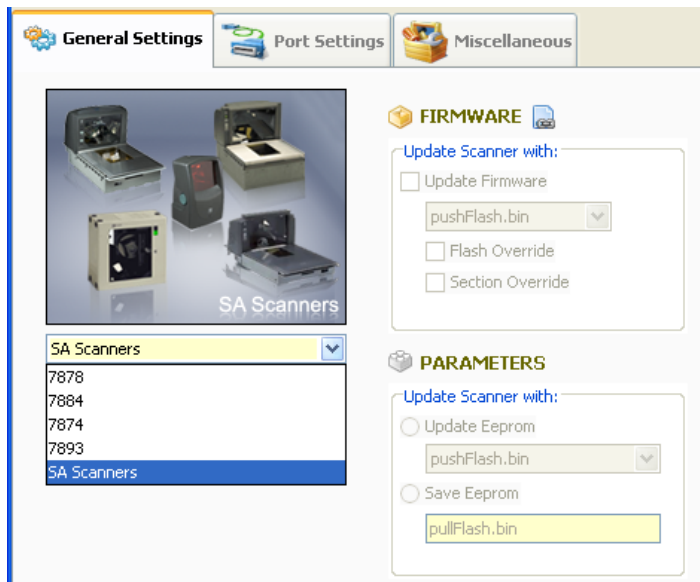 General Settings
Port Settings
Miscellaneous
SA Scanners
SA Scanners
7878
7884
7874
7893
SA Scanners
FIRMWARE
Update Scanner with:
Update Firmware
pushFlash.bin
Flash Override
Section Override
PARAMETERS
Update Scanner with:
Update Eeprom
pushFlash.bin
Save Eeprom
pullFlash.bin